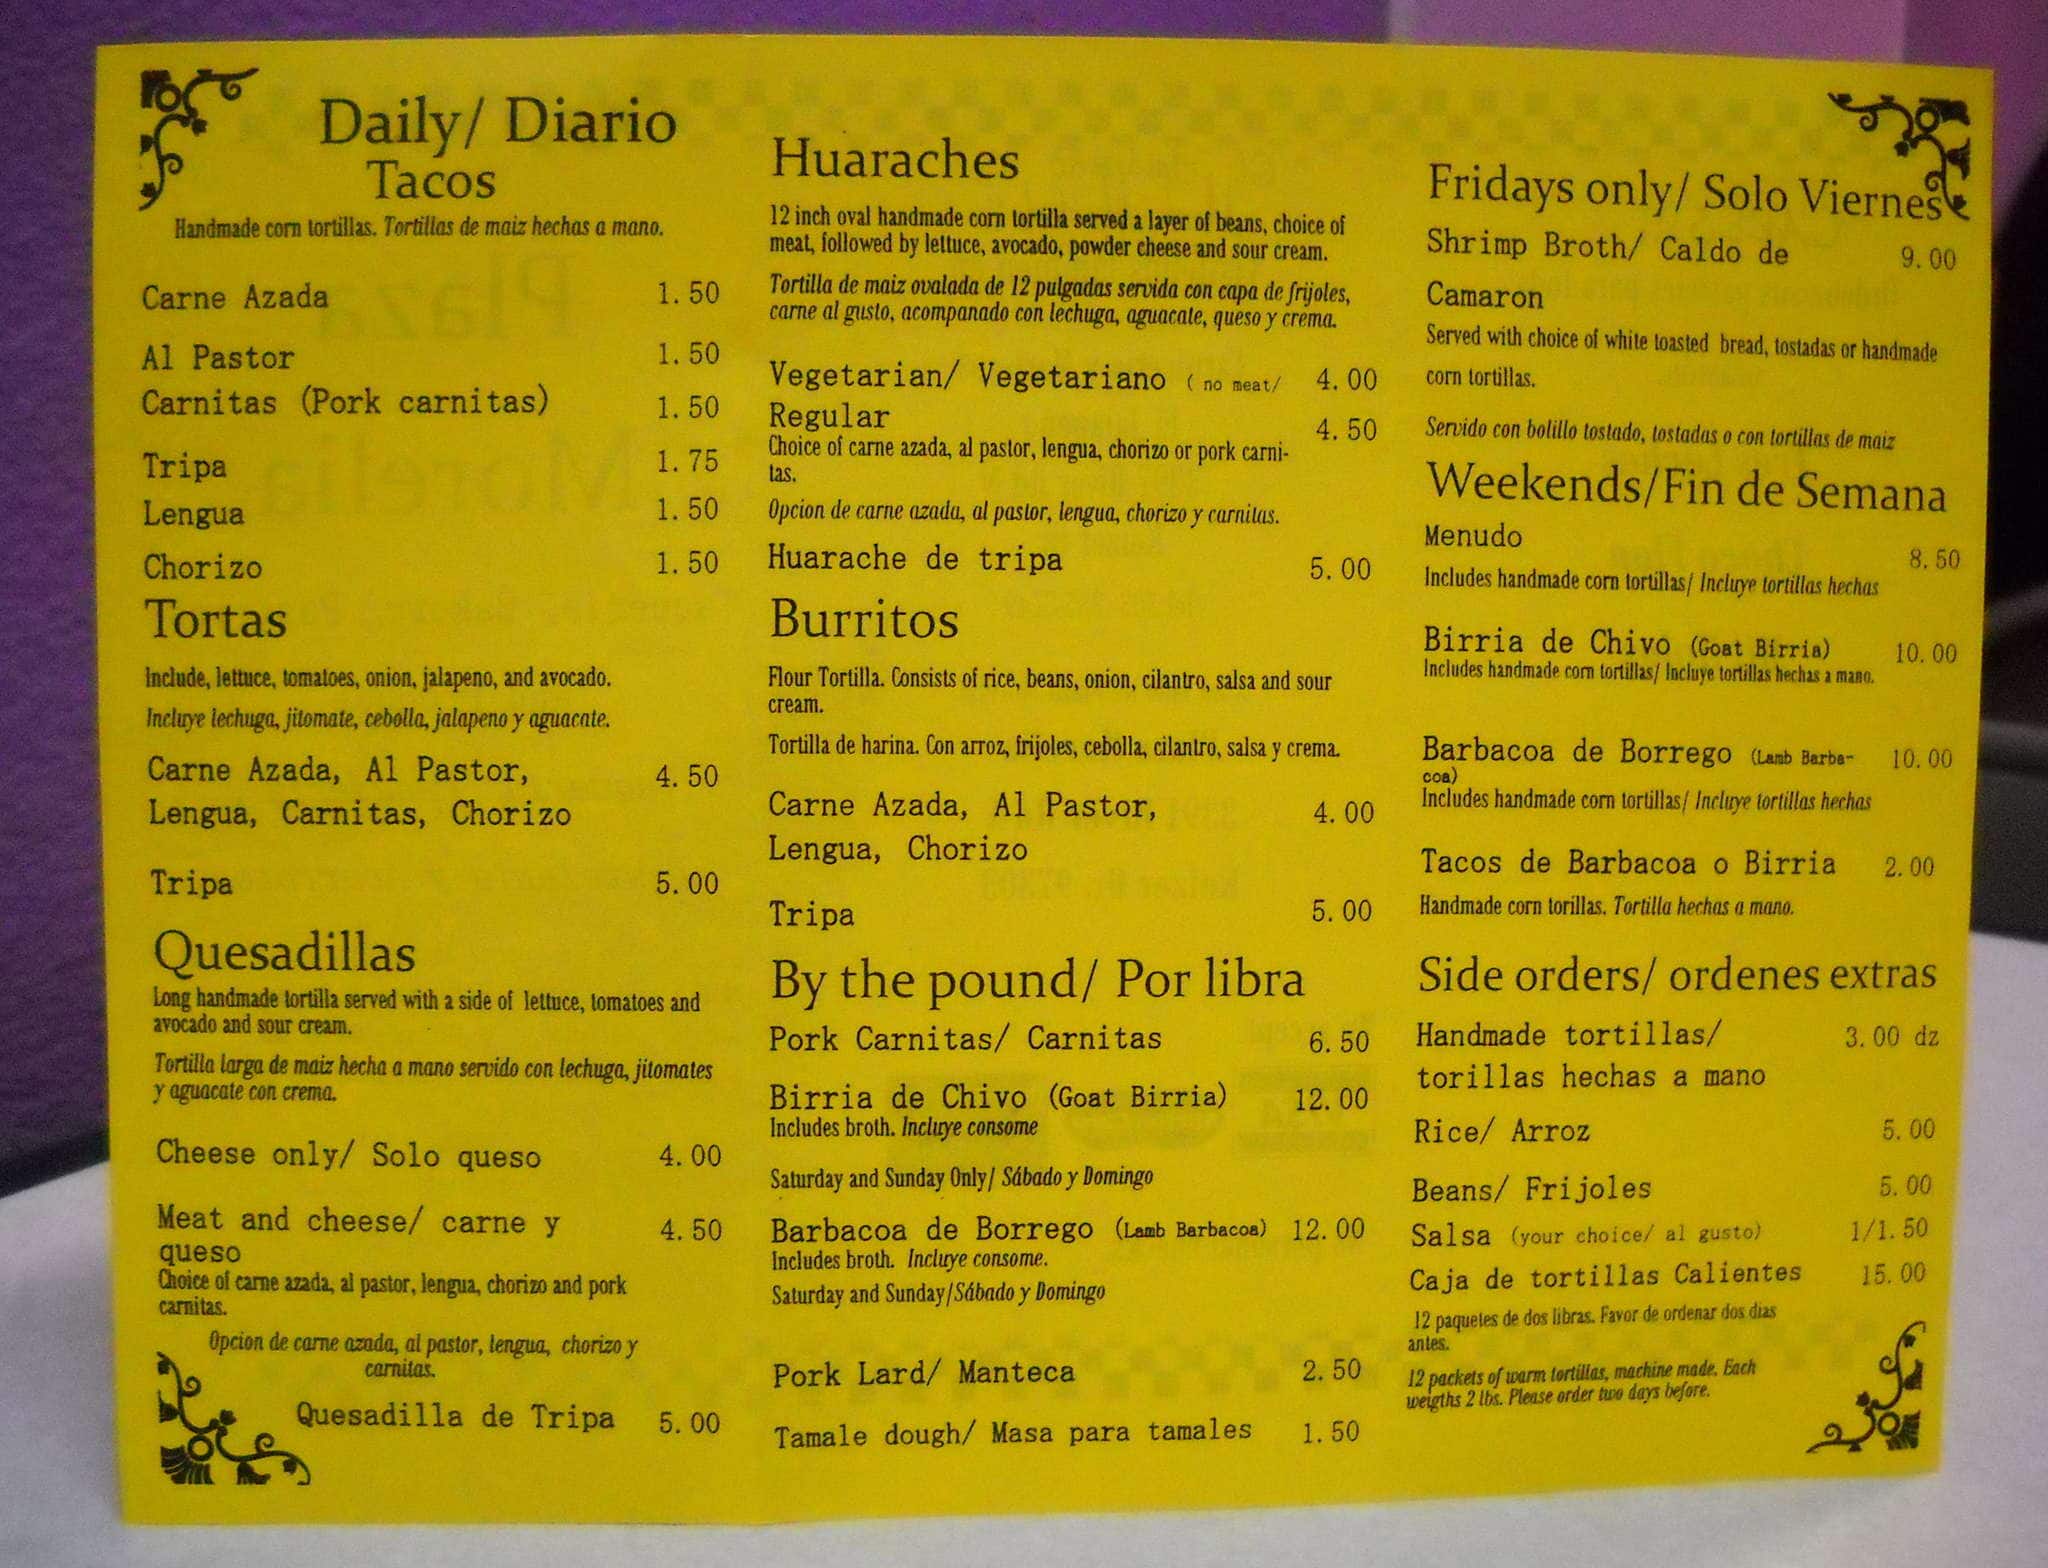 Daily/ Diario
Tacos
Handmade corn tortillas. Tortillas de maiz hechas a mano.
Carne Azada 1.50
Al Pastor 1.50
Carnitas (Pork carnitas) 1.50
Tripa 1.75
Lengua 1.50
Chorizo 1.50
Tortas
Include, lettuce, tomatoes, onion, jalapeno, and avocado.
Incluye lechuga, jitomate, cebolla, jalapeno y aguacate.
Carne Azada, Al Pastor, 4.50
Lengua, Carnitas, Chorizo
Tripa 5.00
Quesadillas
Long handmade tortilla served with a side of lettuce, tomatoes and
avocado and sour cream.
Tortilla larga de maiz hecha a mano servido con lechuga, jitomates
y aguacate con crema.
Cheese only/ Solo queso 4.00
Meat and cheese/ carne y 4.50
queso
Choice of carne azada, al pastor, lengua, chorizo and pork
carnitas.
Opcion de carne azada, al pastor, lengua, chorizo y
carnitas.
Quesadilla de Tripa 5.00
Huaraches
12 inch oval handmade corn tortilla served a layer of beans, choice of
meat, followed by lettuce, avocado, powder cheese and sour cream.
Tortilla de maiz ovalada de 12 pulgadas servida con capa de frijoles,
carne al gusto, acompanado con lechuga, aguacate, queso y crema.
Vegetarian/ Vegetariano ( no meat/ 4.00
Regular 4.50
Choice of carne azada, al pastor, lengua, chorizo or pork carni-
tas.
Opcion de carne azada, al pastor, lengua, chorizo y carnitas.
Huarache de tripa 5.00
Burritos
Flour Tortilla. Consists of rice, beans, onion, cilantro, salsa and sour
cream.
Tortilla de harina. Con arroz, frijoles, cebolla, cilantro, salsa y crema.
Carne Azada, Al Pastor, 4.00
Lengua, Chorizo
Tripa 5.00
By the pound/ Por libra
Pork Carnitas/ Carnitas 6.50
Birria de Chivo (Goat Birria) 12.00
Includes broth. Incluye consome
Saturday and Sunday Only/ Sábado y Domingo
Barbacoa de Borrego (Lamb Barbacoa) 12.00
Includes broth. Incluye consome.
Saturday and Sunday/Sábado y Domingo
Pork Lard/ Manteca 2.50
Tamale dough/ Masa para tamales 1.50
Fridays only/ Solo Viernes
Shrimp Broth/ Caldo de 9.00
Camaron
Served with choice of white toasted bread, tostadas or handmade
corn tortillas.
Servido con bolillo tostado, tostadas o con tortillas de maiz
Weekends/Fin de Semana
Menudo 8.50
Includes handmade corn tortillas/ Incluye tortillas hechas
Birria de Chivo (Goat Birria) 10.00
Includes handmade corn tortillas/ Incluye tortillas hechas a mano.
Barbacoa de Borrego (Lamb Barba- 10.00
coa)
Includes handmade corn tortillas/ Incluye tortillas hechas
Tacos de Barbacoa o Birria 2.00
Handmade corn torillas. Tortilla hechas a mano.
Side orders/ ordenes extras
Handmade tortillas/ 3.00 dz
torillas hechas a mano
Rice/ Arroz 5.00
Beans/ Frijoles 5.00
Salsa (your choice/ al gusto) 1/1.50
Caja de tortillas Calientes 15.00
12 paquetes de dos libras. Favor de ordenar dos dias
antes.
12 packets of warm tortillas, machine made. Each
weigths 2 lbs. Please order two days before.